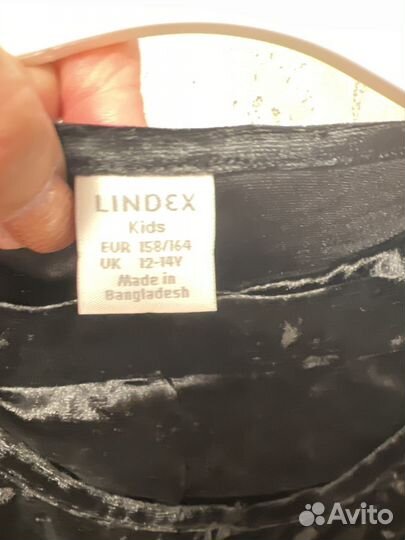 LINDEX
Kids
EUR 158/164
UK 12-14Y
Made in
Bangladesh
Avito